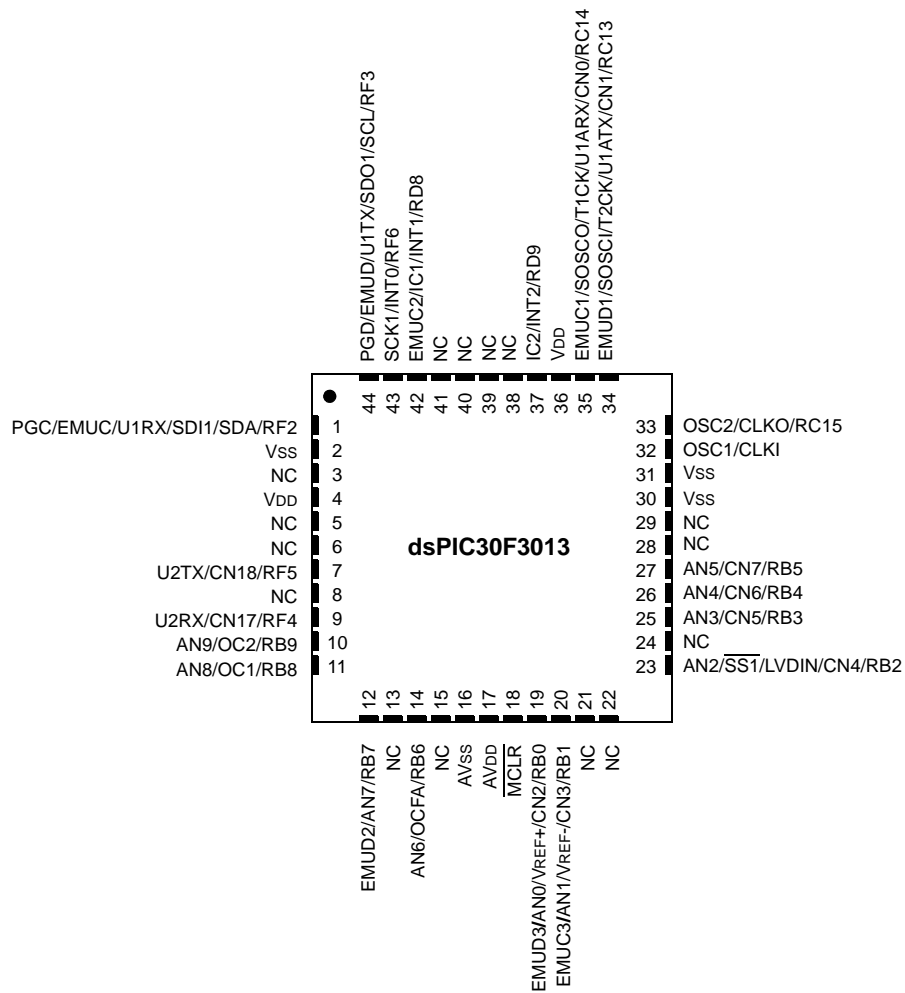 PGD/EMUD/U1TX/SDO1/SCL/RF3
SCK1/INT0/RF6
EMUC2/IC1/INT1/RD8
NC
NC
NC
NC
IC2/INT2/RD9
VDD
EMUC1/SOSCO/T1CK/U1ARX/CN0/RC14
EMUD1/SOSCI/T2CK/U1ATX/CN1/RC13
44 43 42 41 40 39 38 37 36 35 34
PGC/EMUC/U1RX/SDI1/SDA/RF2 1
VSS 2
NC 3
VDD 4
NC 5
NC 6
U2TX/CN18/RF5 7
NC 8
U2RX/CN17/RF4 9
AN9/OC2/RB9 10
AN8/OC1/RB8 11
dsPIC30F3013
33 OSC2/CLKO/RC15
32 OSC1/CLKI
31 VSS
30 VSS
29 NC
28 NC
27 AN5/CN7/RB5
26 AN4/CN6/RB4
25 AN3/CN5/RB3
24 NC
23 AN2/SS1/LVDIN/CN4/RB2
12 13 14 15 16 17 18 19 20 21 22
EMUD2/AN7/RB7
NC
AN6/OCFA/RB6
NC
AVSS
AVDD
MCLR
EMUD3/AN0/VREF+/CN2/RB0
EMUC3/AN1/VREF-/CN3/RB1
NC
NC